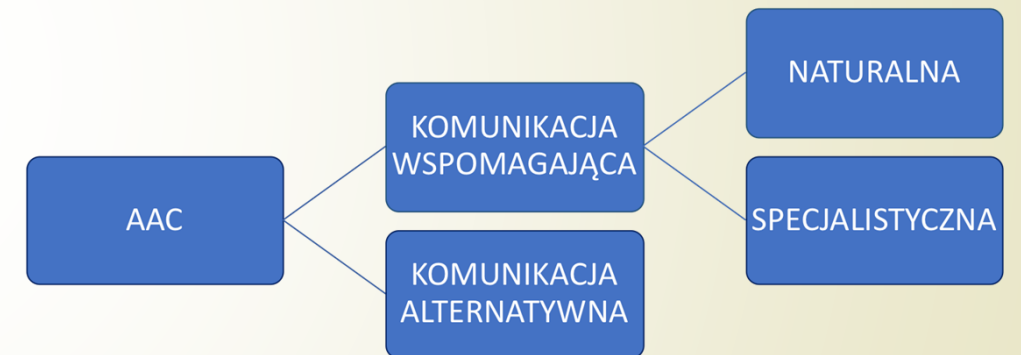 AAC
KOMUNIKACJA
WSPOMAGAJĄCA
KOMUNIKACJA
ALTERNATYWNA
NATURALNA
SPECJALISTYCZNA